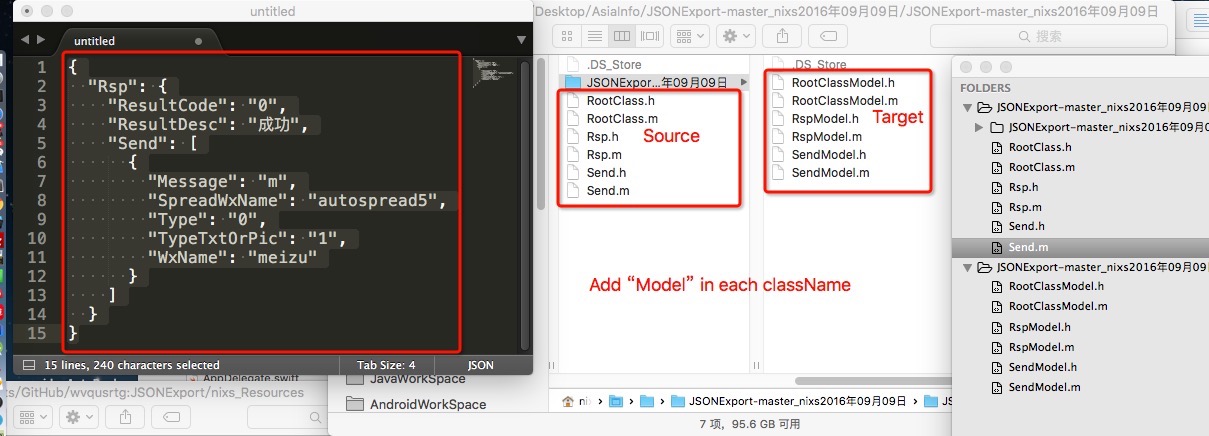 untitled
untitled
1 {
2 "Rsp": {
3 "ResultCode": "0",
4 "ResultDesc": "成功",
5 "Send": [
6 {
7 "Message": "m",
8 "SpreadWxName": "autospread5",
9 "Type": "0",
10 "TypeTxtOrPic": "1",
11 "WxName": "meizu"
12 }
13 ]
14 }
15 }
15 lines, 240 characters selected
Tab Size: 4
JSON
AppDelegate.swift
ts/GitHub/wvqusrtg:JSONExport/nixs_Resources
Desktop/AsiaInfo/JSONExport-master_nixs2016年09月09日/JSONExport-master_nixs2016年09月09日
搜索
.DS_Store
JSONExpor...年09月09日
RootClass.h
RootClass.m
Rsp.h
Rsp.m
Send.h
Send.m
Source
.DS_Store
RootClassModel.h
RootClassModel.m
RspModel.h
RspModel.m
SendModel.h
SendModel.m
Target
Add “Model” in each className
JavaWorkSpace
AndroidWorkSpace
JSONExport-master_nixs2016年09月09日
7 项，95.6 GB 可用
FOLDERS
JSONExport-master_nixs2016年09月09日
JSONExport-master_nixs2016年09月0
RootClass.h
RootClass.m
Rsp.h
Rsp.m
Send.h
Send.m
JSONExport-master_nixs2016年09月09日
RootClassModel.h
RootClassModel.m
RspModel.h
RspModel.m
SendModel.h
SendModel.m